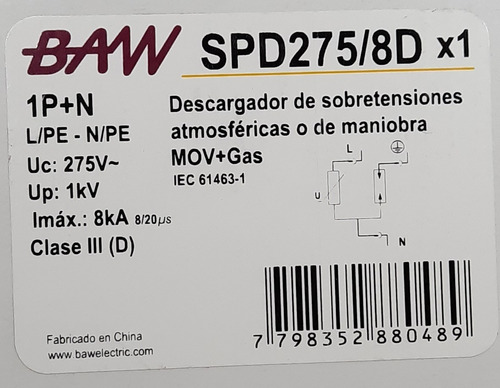 BAW SPD275/8D x1
1P+N
L/PE - N/PE
Uc: 275V~
Up: 1kV
Imáx.: 8kA 8/20µs
Clase III (D)
Descargador de sobretensiones
atmosféricas o de maniobra
MOV+Gas
IEC 61463-1
L
U
N
Fabricado en China
www.bawelectric.com
7 798352 880489